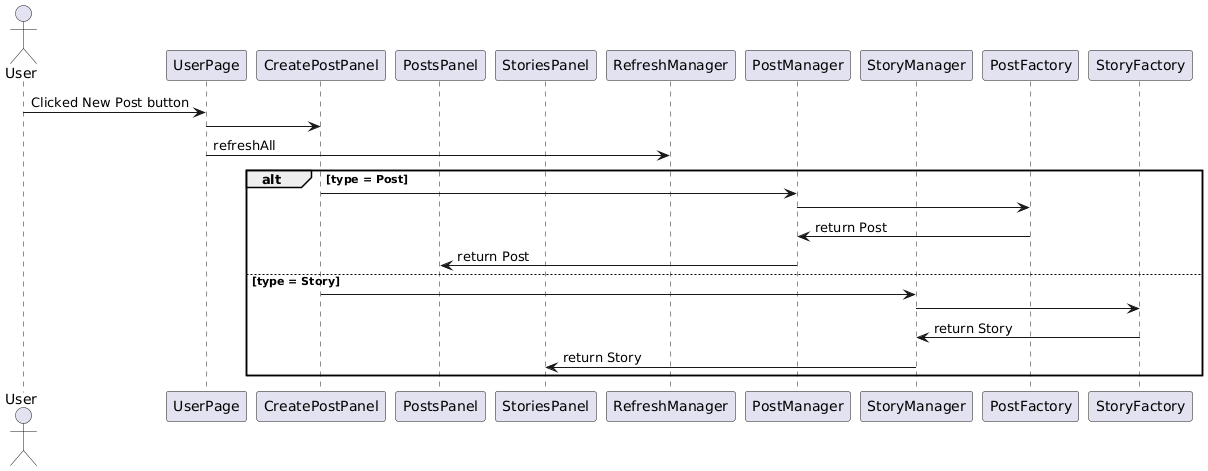 User
UserPage
CreatePostPanel
PostsPanel
StoriesPanel
RefreshManager
PostManager
StoryManager
PostFactory
StoryFactory
Clicked New Post button
refreshAll
alt
[type = Post]
return Post
return Post
[type = Story]
return Story
return Story
User
UserPage
CreatePostPanel
PostsPanel
StoriesPanel
RefreshManager
PostManager
StoryManager
PostFactory
StoryFactory